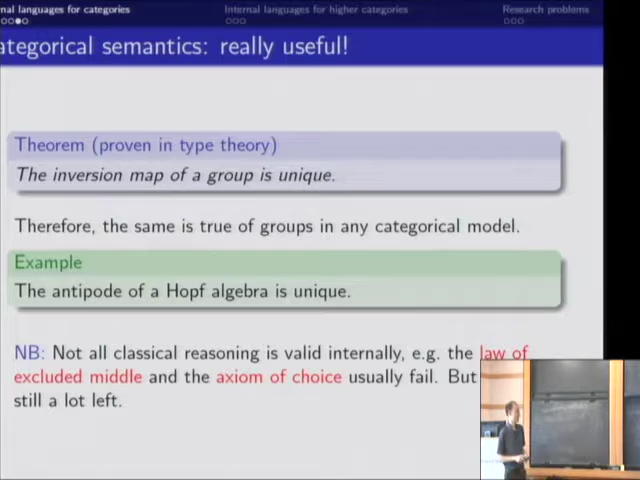 nal languages for categories
Internal languages for higher categories
Research problems
ategorical semantics: really useful!
Theorem (proven in type theory)
The inversion map of a group is unique.
Therefore, the same is true of groups in any categorical model.
Example
The antipode of a Hopf algebra is unique.
NB: Not all classical reasoning is valid internally, e.g. the law of
excluded middle and the axiom of choice usually fail. But
still a lot left.